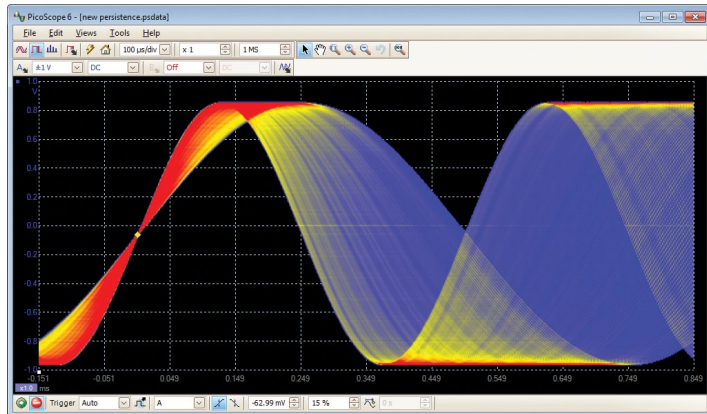 PicoScope 6 - [new persistence.psdata]
File Edit Views Tools Help
100 µs/div x 1 1 MS
A ±1 V DC B Off DC
1.0
V
0.8
0.6
0.4
0.2
0.0
-0.2
-0.4
-0.6
-0.8
-1.0
-0.151 -0.051 0.049 0.149 0.249 0.349 0.449 0.549 0.649 0.749 0.849
x1.0 ms
Trigger Auto A -62.99 mV 15 % 0 s